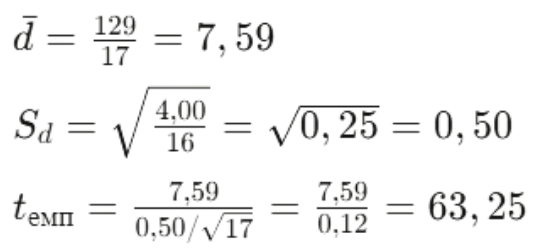 d̄ = 129/17 = 7,59
S_d = √(4,00/16) = √0,25 = 0,50
t_емп = 7,59/(0,50/√17) = 7,59/0,12 = 63,25